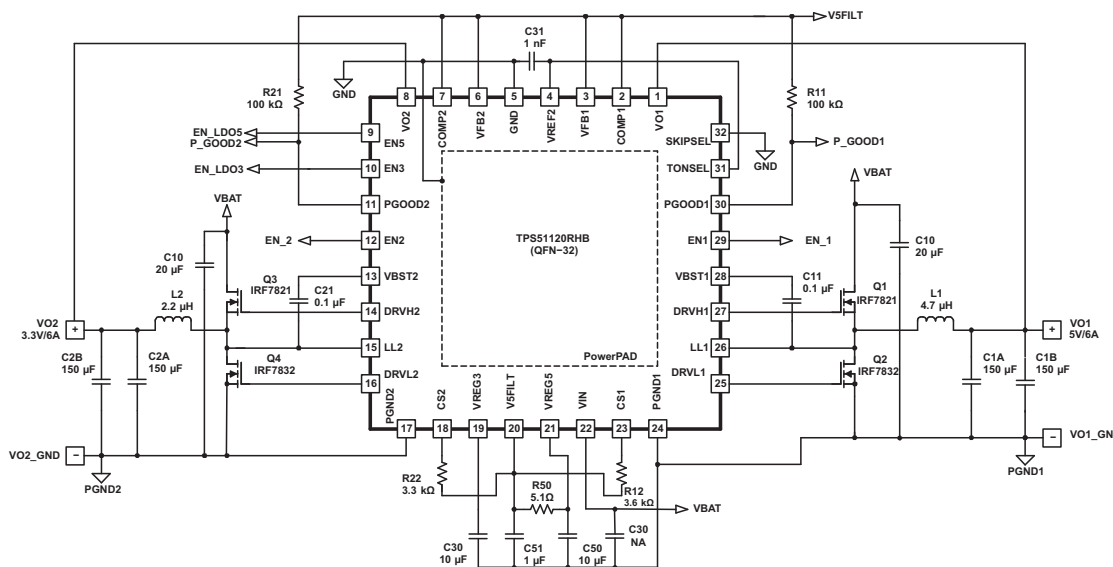 V5FILT
C31
1 nF
GND
R21
100 kΩ
R11
100 kΩ
8
7
6
5
4
3
2
1
VO2
COMP2
VFB2
GND
VREF2
VFB1
COMP1
VO1
EN_LDO5
P_GOOD2
EN_LDO3
9
EN5
10
EN3
11
PGOOD2
12
EN2
EN_2
13
VBST2
14
DRVH2
15
LL2
16
DRVL2
32
SKIPSEL
GND
31
TONSEL
30
PGOOD1
P_GOOD1
29
EN1
EN_1
28
VBST1
27
DRVH1
26
LL1
25
DRVL1
TPS51120RHB
(QFN−32)
PowerPAD
VBAT
C10
20 μF
Q3
IRF7821
C21
0.1 μF
L2
2.2 μH
VO2
3.3V/6A
+
C2B
150 μF
C2A
150 μF
Q4
IRF7832
VO2_GND
−
PGND2
VBAT
C10
20 μF
C11
0.1 μF
Q1
IRF7821
L1
4.7 μH
+
VO1
5V/6A
Q2
IRF7832
C1A
150 μF
C1B
150 μF
−
VO1_GN
PGND1
PGND2
CS2
VREG3
V5FILT
VREG5
VIN
CS1
PGND1
17
18
19
20
21
22
23
24
R22
3.3 kΩ
R50
5.1Ω
R12
3.6 kΩ
VBAT
C30
10 μF
C51
1 μF
C50
10 μF
C30
NA